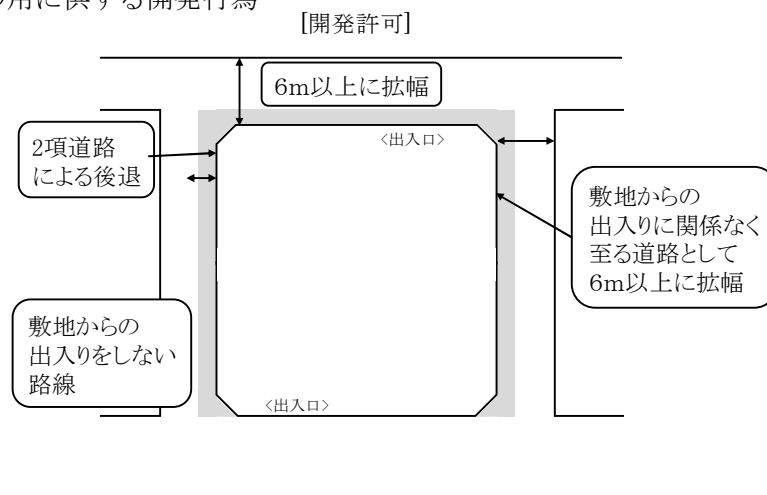 の用に供する開発行為
[開発許可]
6m以上に拡幅
〈出入口〉
2項道路
による後退
敷地からの
出入りに関係なく
至る道路として
6m以上に拡幅
敷地からの
出入りをしない
路線
〈出入口〉